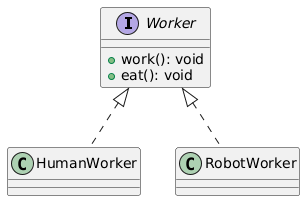 I Worker
work(): void
eat(): void
C HumanWorker
C RobotWorker